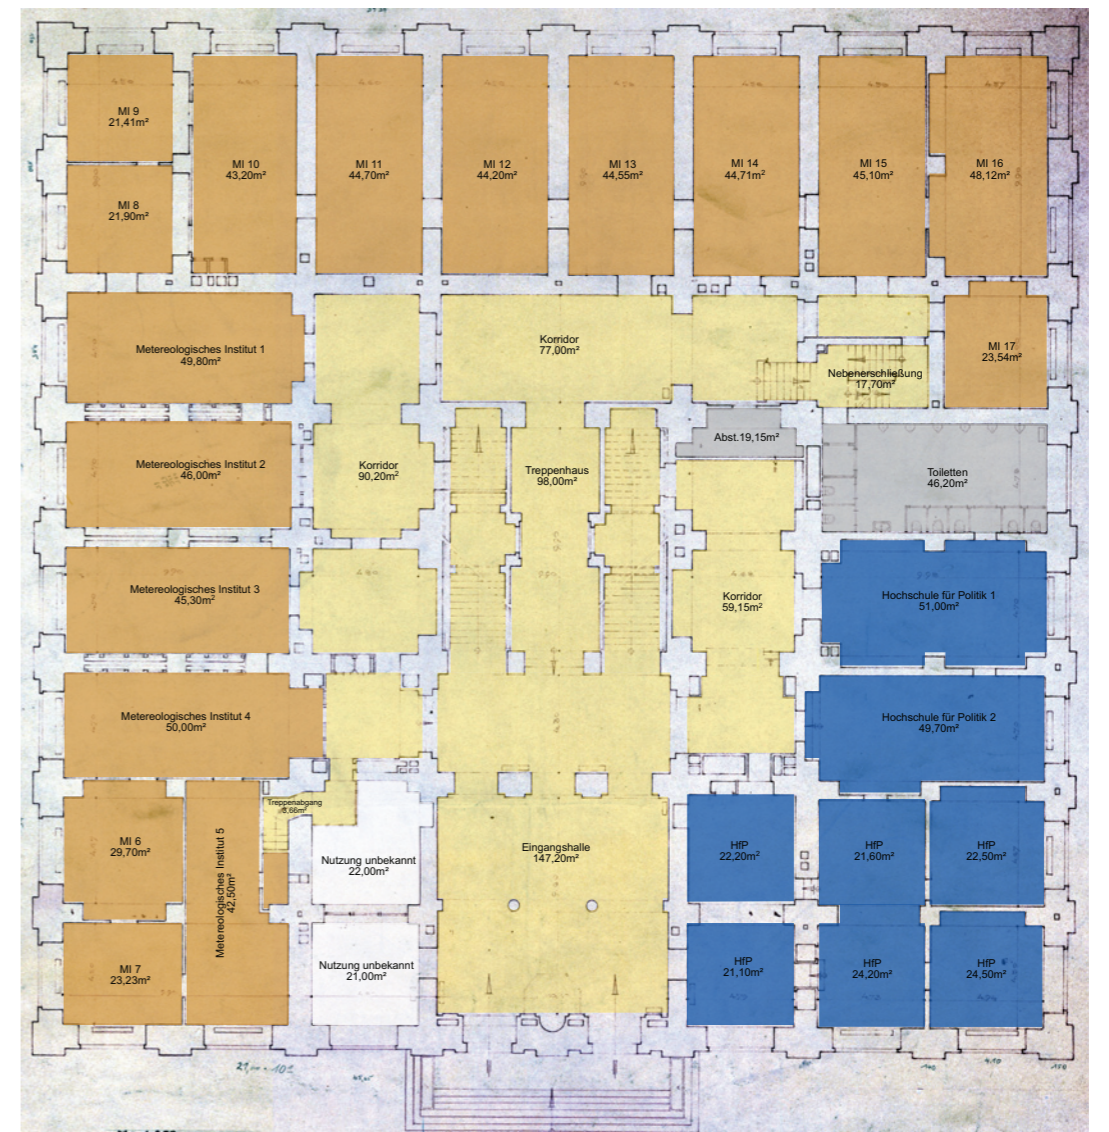 MI 9
21,41m²
MI 8
21,90m²
MI 10
43,20m²
MI 11
44,70m²
MI 12
44,20m²
MI 13
44,55m²
MI 14
44,71m²
MI 15
45,10m²
MI 16
48,12m²
Metereologisches Institut 1
49,80m²
Korridor
77,00m²
MI 17
23,54m²
Nebenerschließung
17,70m²
Metereologisches Institut 2
46,00m²
Korridor
90,20m²
Treppenhaus
98,00m²
Abst.19,15m²
Toiletten
46,20m²
Metereologisches Institut 3
45,30m²
Korridor
59,15m²
Hochschule für Politik 1
51,00m²
Metereologisches Institut 4
50,00m²
Hochschule für Politik 2
49,70m²
Treppenabgang
8,66m²
MI 6
29,70m²
Metereologisches Institut 5
42,50m²
Nutzung unbekannt
22,00m²
Eingangshalle
147,20m²
HfP
22,20m²
HfP
21,60m²
HfP
22,50m²
MI 7
23,23m²
Nutzung unbekannt
21,00m²
HfP
21,10m²
HfP
24,20m²
HfP
24,50m²